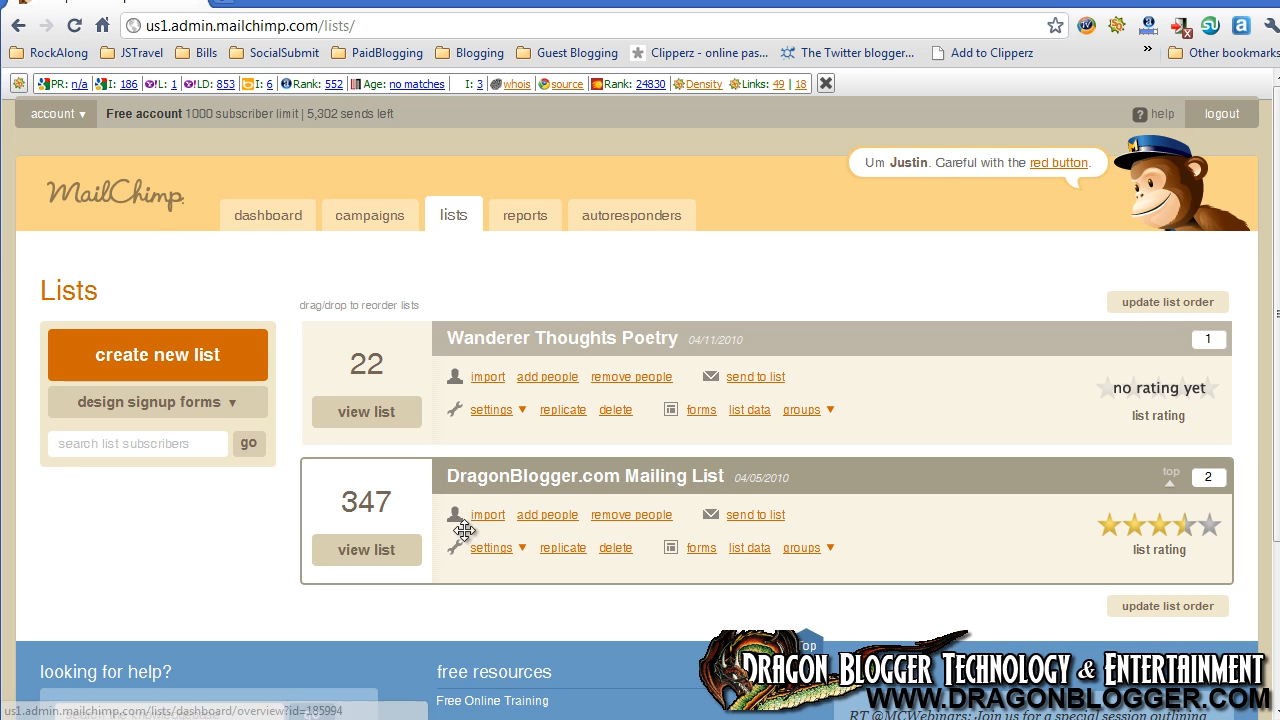 us1.admin.mailchimp.com/lists/
RockAlong JSTravel Bills SocialSubmit PaidBlogging Blogging Guest Blogging Clipperz - online pas... The Twitter blogger... Add to Clipperz » Other bookmarks
PR: n/a I: 186 L: 1 LD: 853 I: 6 Rank: 552 Age: no matches I: 3 whois source Rank: 24830 Density Links: 49 | 18
account ▾ Free account 1000 subscriber limit | 5,302 sends left ? help logout
Um Justin. Careful with the red button.
MailChimp
dashboard campaigns lists reports autoresponders
Lists
drag/drop to reorder lists
update list order
create new list
design signup forms ▼
search list subscribers go
22
view list
Wanderer Thoughts Poetry 04/11/2010 1
import add people remove people send to list
settings ▼ replicate delete forms list data groups ▼
no rating yet
list rating
347
view list
DragonBlogger.com Mailing List 04/05/2010 top 2
import add people remove people send to list
settings ▼ replicate delete forms list data groups ▼
list rating
update list order
Top
looking for help?
free resources
Free Online Training
Dragon Blogger Technology & Entertainment
www.dragonblogger.com
us1.admin.mailchimp.com/lists/dashboard/overview?id=185994
RT @MCWebinars: Join us for a special session outlining